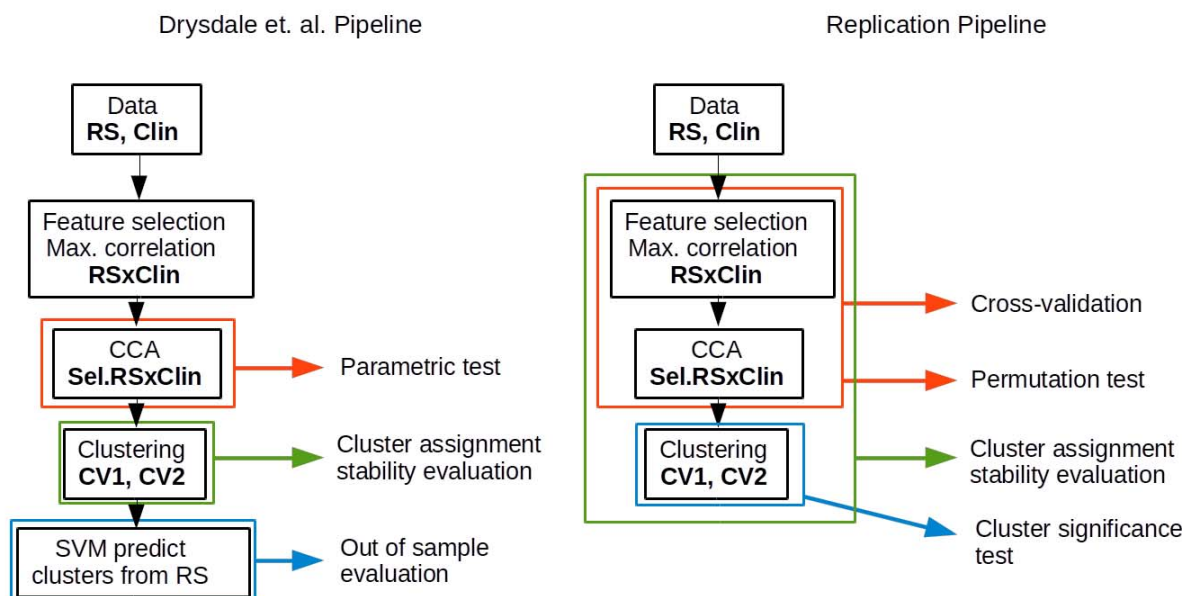 Drysdale et. al. Pipeline
Data
RS, Clin
Feature selection
Max. correlation
RSxClin
CCA
Sel.RSxClin
Parametric test
Clustering
CV1, CV2
Cluster assignment
stability evaluation
SVM predict
clusters from RS
Out of sample
evaluation
Replication Pipeline
Data
RS, Clin
Feature selection
Max. correlation
RSxClin
Cross-validation
CCA
Sel.RSxClin
Permutation test
Clustering
CV1, CV2
Cluster assignment
stability evaluation
Cluster significance
test